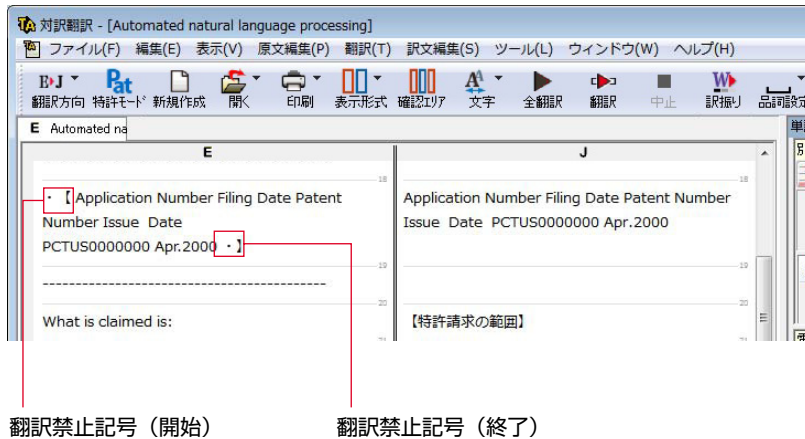 対訳翻訳 - [Automated natural language processing]
ファイル(F) 編集(E) 表示(V) 原文編集(P) 翻訳(T) 訳文編集(S) ツール(L) ウィンドウ(W) ヘルプ(H)
E J Pat A A W
翻訳方向 特許モード 新規作成 開く 印刷 表示形式 確認エリア 文字 全翻訳 翻訳 中止 訳振り 品詞設定
E Automated na
E J
18 18
・【 Application Number Filing Date Patent
Number Issue Date
PCTUS0000000 Apr.2000 ・】
Application Number Filing Date Patent Number
Issue Date PCTUS0000000 Apr.2000
19 19
--------------------------------------------
20 20
What is claimed is:
【特許請求の範囲】
翻訳禁止記号（開始）
翻訳禁止記号（終了）